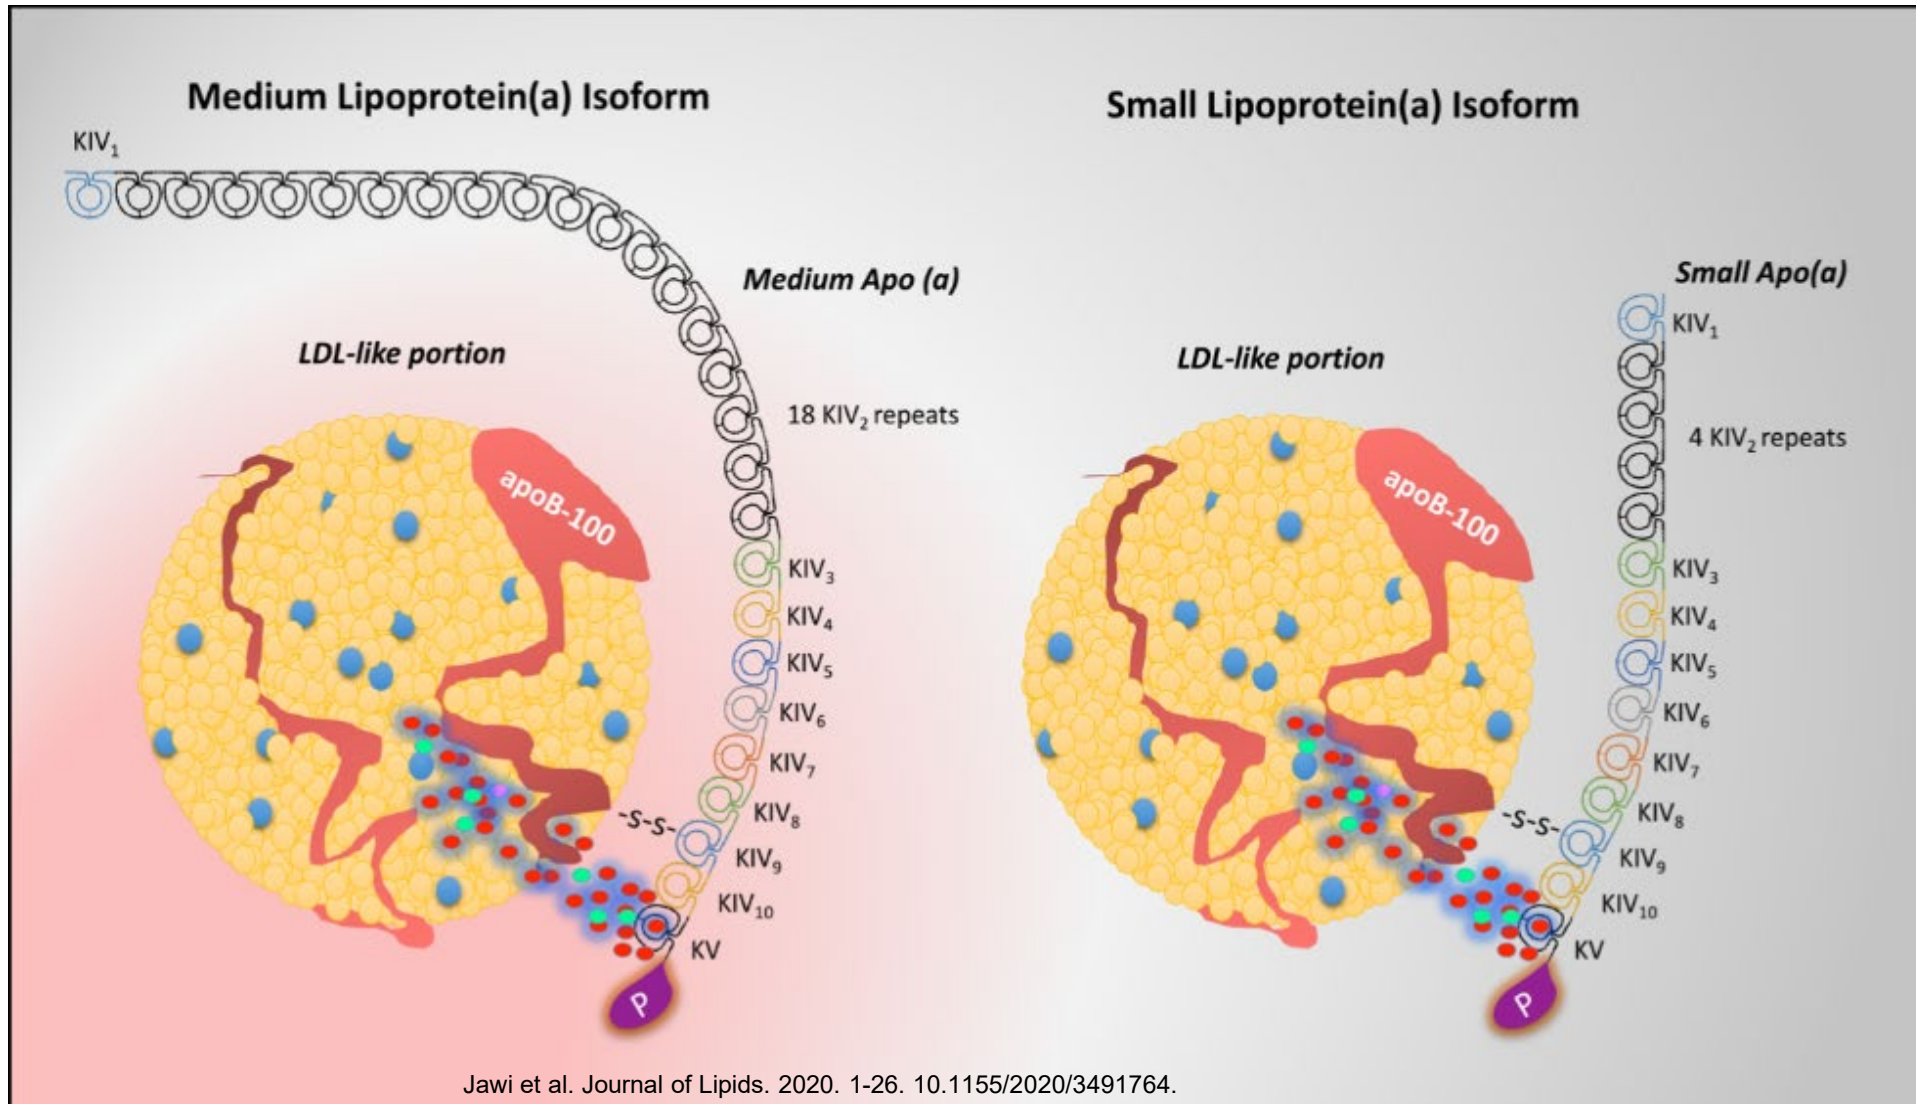 Medium Lipoprotein(a) Isoform
KIV₁
Medium Apo (a)
LDL-like portion
18 KIV₂ repeats
apoB-100
KIV₃
KIV₄
KIV₅
KIV₆
KIV₇
KIV₈
-S-S-
KIV₉
KIV₁₀
KV
P
Small Lipoprotein(a) Isoform
Small Apo(a)
KIV₁
LDL-like portion
4 KIV₂ repeats
apoB-100
KIV₃
KIV₄
KIV₅
KIV₆
KIV₇
KIV₈
-S-S-
KIV₉
KIV₁₀
KV
P
Jawi et al. Journal of Lipids. 2020. 1-26. 10.1155/2020/3491764.